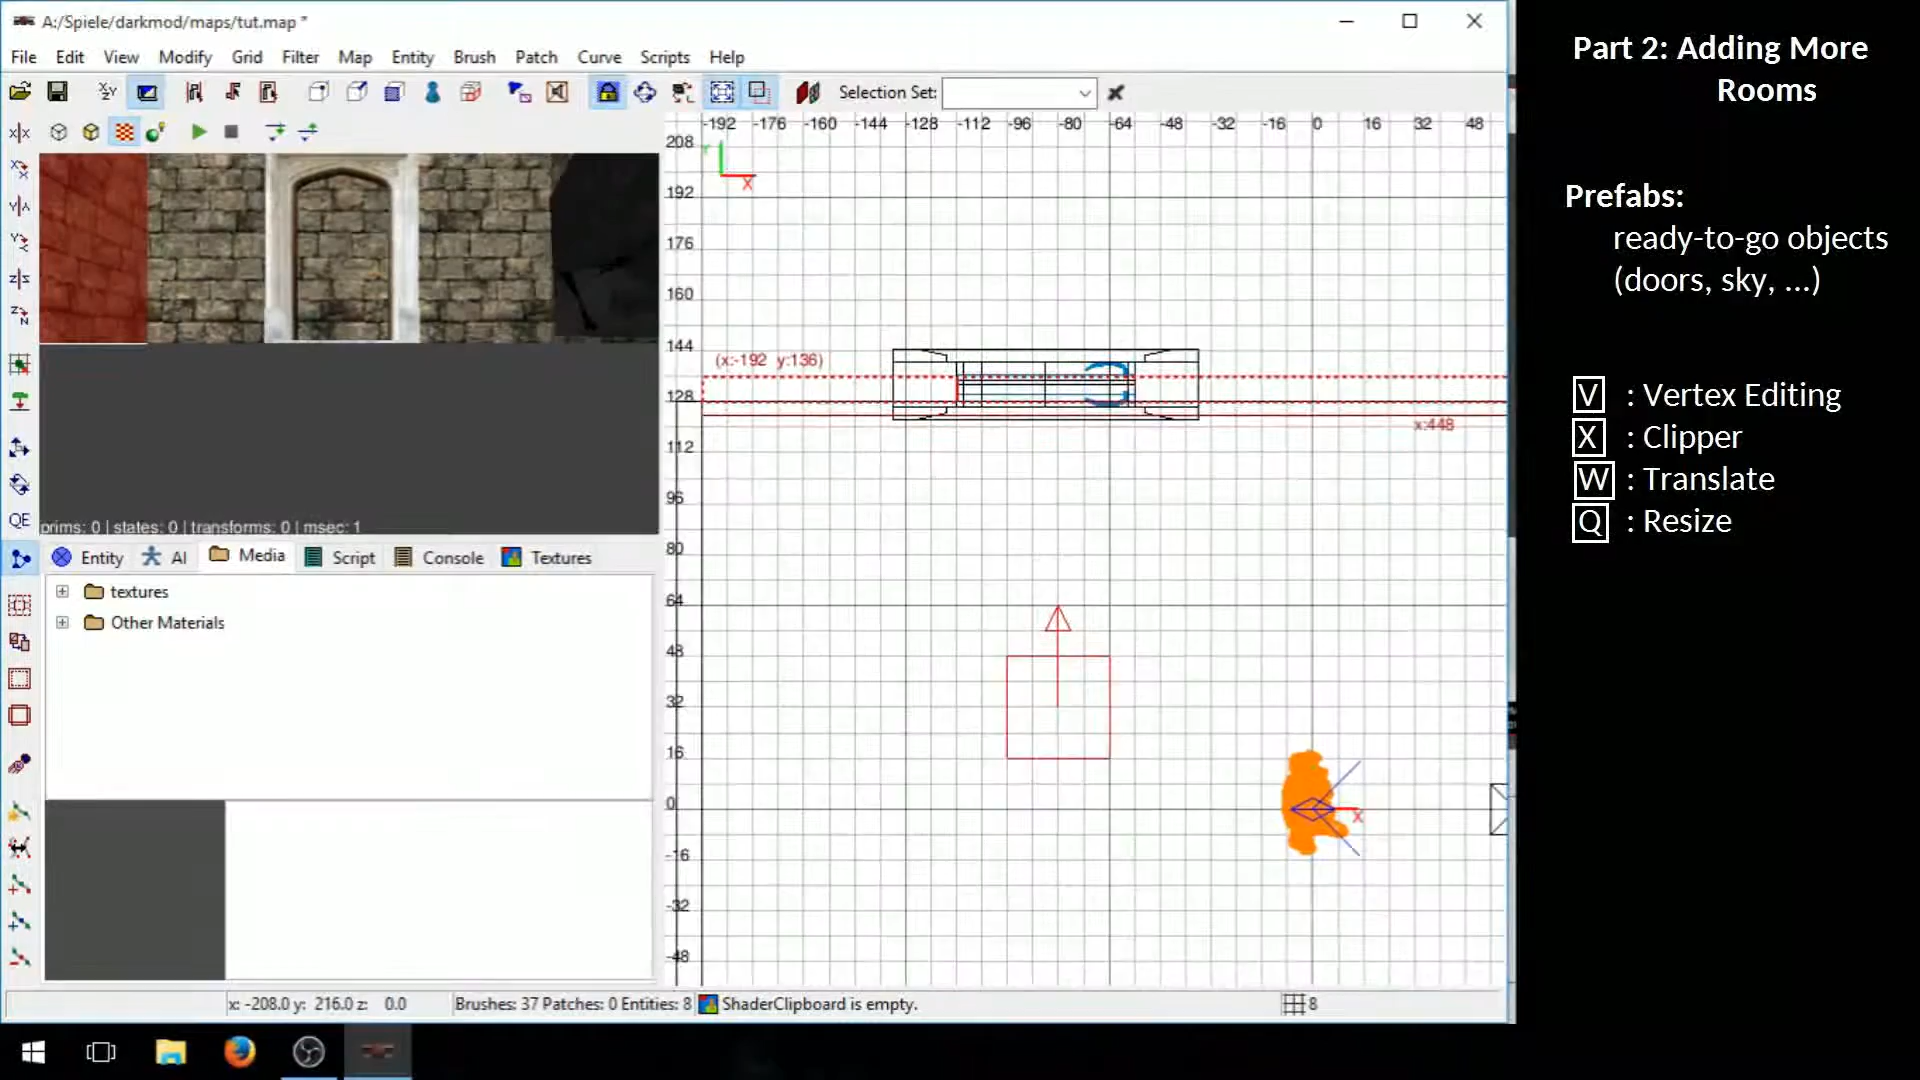 A:/Spiele/darkmod/maps/tut.map *
File Edit View Modify Grid Filter Map Entity Brush Patch Curve Scripts Help
Selection Set:
-192 -176 -160 -144 -128 -112 -96 -80 -64 -48 -32 -16 0 16 32 48
208
192
176
160
144
128
112
96
80
64
48
32
16
0
-16
-32
-48
Y
X
(x:-192 y:136)
x:448
X
prims: 0 | states: 0 | transforms: 0 | msec: 1
QE
Entity AI Media Script Console Textures
textures
Other Materials
x: -208.0 y: 216.0 z: 0.0
Brushes: 37 Patches: 0 Entities: 8
ShaderClipboard is empty.
8
Part 2: Adding More
Rooms
Prefabs:
ready-to-go objects
(doors, sky, ...)
V : Vertex Editing
X : Clipper
W : Translate
Q : Resize